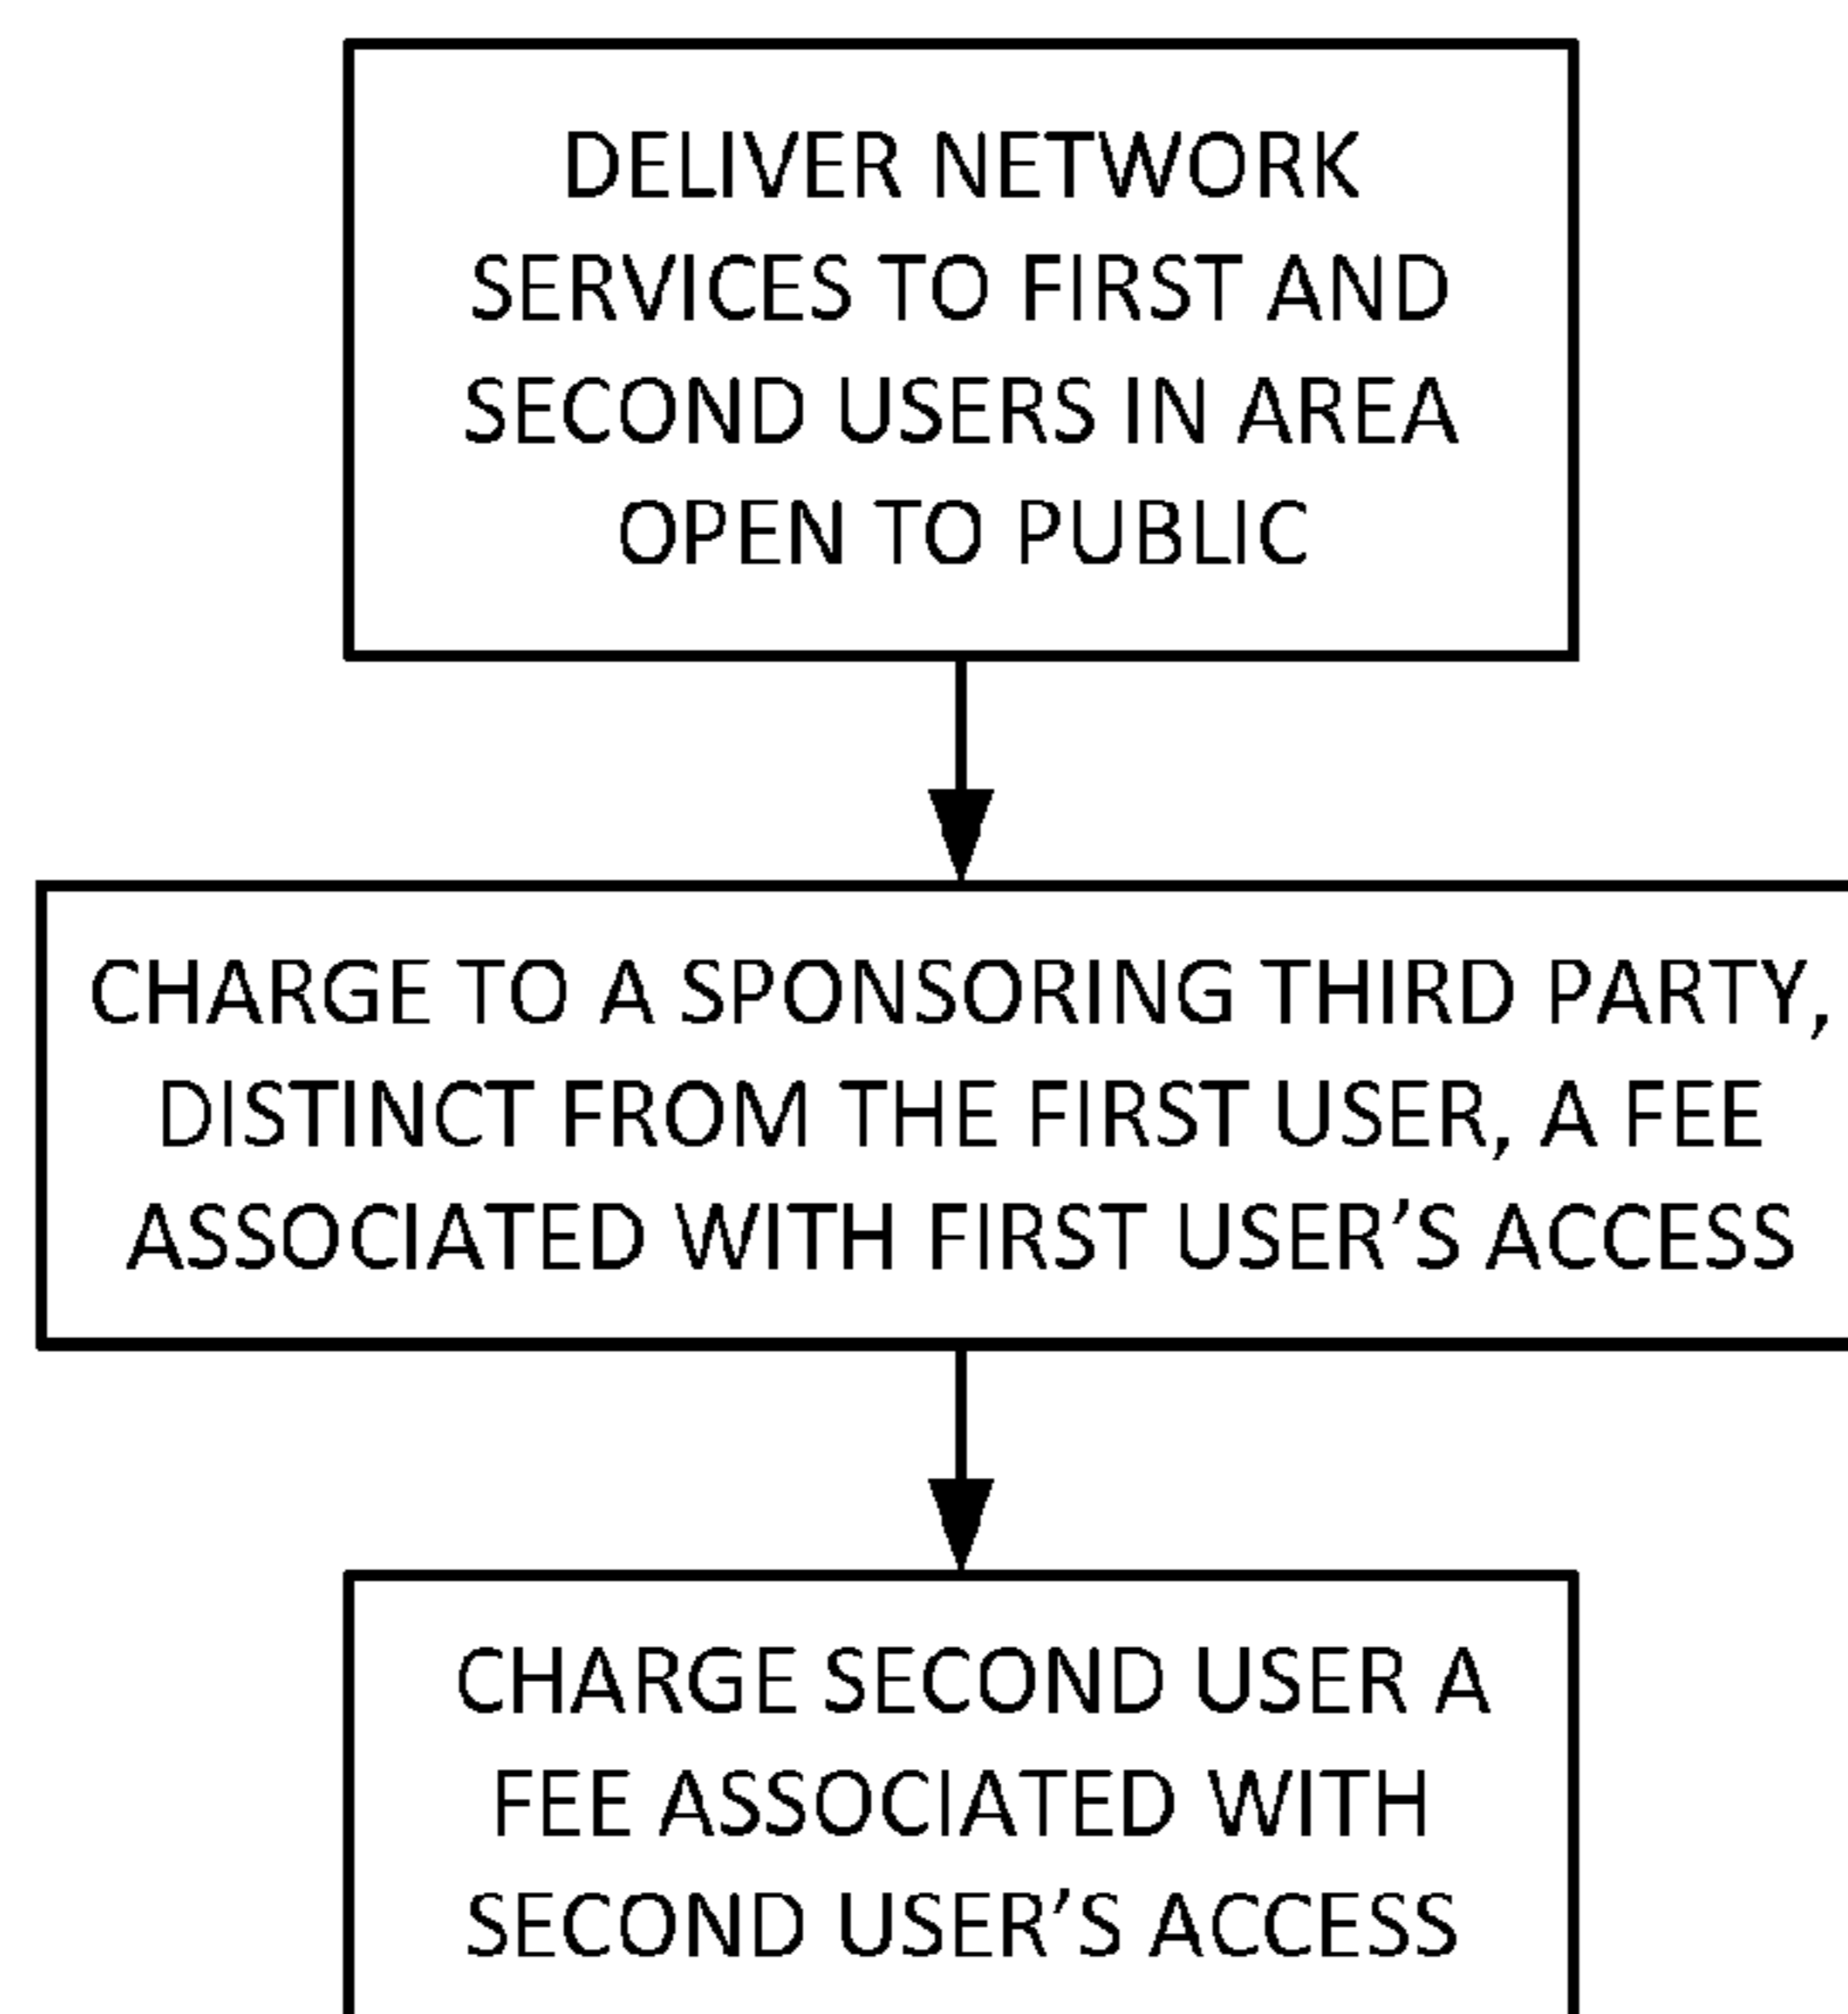 DELIVER NETWORK
SERVICES TO FIRST AND
SECOND USERS IN AREA
OPEN TO PUBLIC
CHARGE TO A SPONSORING THIRD PARTY,
DISTINCT FROM THE FIRST USER, A FEE
ASSOCIATED WITH FIRST USER’S ACCESS
CHARGE SECOND USER A
FEE ASSOCIATED WITH
SECOND USER’S ACCESS